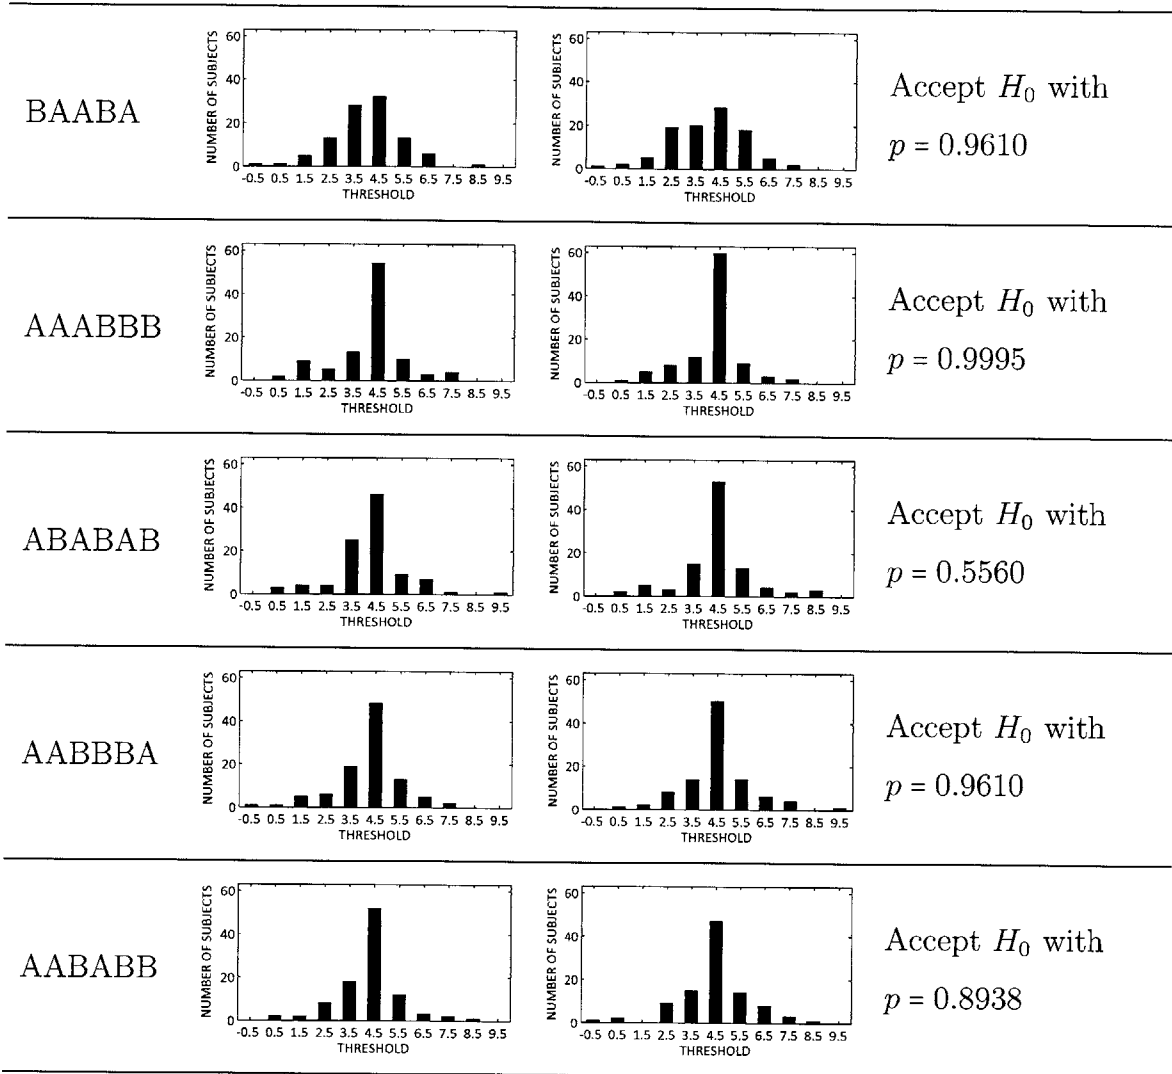 BAABA
NUMBER OF SUBJECTS
60
40
20
0
-0.5 0.5 1.5 2.5 3.5 4.5 5.5 6.5 7.5 8.5 9.5
THRESHOLD
NUMBER OF SUBJECTS
60
40
20
0
-0.5 0.5 1.5 2.5 3.5 4.5 5.5 6.5 7.5 8.5 9.5
THRESHOLD
Accept H₀ with
p = 0.9610
AAABBB
NUMBER OF SUBJECTS
60
40
20
0
-0.5 0.5 1.5 2.5 3.5 4.5 5.5 6.5 7.5 8.5 9.5
THRESHOLD
NUMBER OF SUBJECTS
60
40
20
0
-0.5 0.5 1.5 2.5 3.5 4.5 5.5 6.5 7.5 8.5 9.5
THRESHOLD
Accept H₀ with
p = 0.9995
ABABAB
NUMBER OF SUBJECTS
60
40
20
0
-0.5 0.5 1.5 2.5 3.5 4.5 5.5 6.5 7.5 8.5 9.5
THRESHOLD
NUMBER OF SUBJECTS
60
40
20
0
-0.5 0.5 1.5 2.5 3.5 4.5 5.5 6.5 7.5 8.5 9.5
THRESHOLD
Accept H₀ with
p = 0.5560
AABBBA
NUMBER OF SUBJECTS
60
40
20
0
-0.5 0.5 1.5 2.5 3.5 4.5 5.5 6.5 7.5 8.5 9.5
THRESHOLD
NUMBER OF SUBJECTS
60
40
20
0
-0.5 0.5 1.5 2.5 3.5 4.5 5.5 6.5 7.5 8.5 9.5
THRESHOLD
Accept H₀ with
p = 0.9610
AABABB
NUMBER OF SUBJECTS
60
40
20
0
-0.5 0.5 1.5 2.5 3.5 4.5 5.5 6.5 7.5 8.5 9.5
THRESHOLD
NUMBER OF SUBJECTS
60
40
20
0
-0.5 0.5 1.5 2.5 3.5 4.5 5.5 6.5 7.5 8.5 9.5
THRESHOLD
Accept H₀ with
p = 0.8938